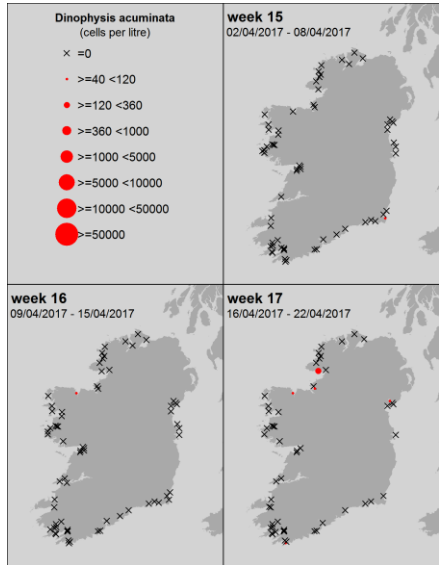 Dinophysis acuminata
(cells per litre)
=0
>=40 <120
>=120 <360
>=360 <1000
>=1000 <5000
>=5000 <10000
>=10000 <50000
>=50000
week 15
02/04/2017 - 08/04/2017
week 16
09/04/2017 - 15/04/2017
week 17
16/04/2017 - 22/04/2017